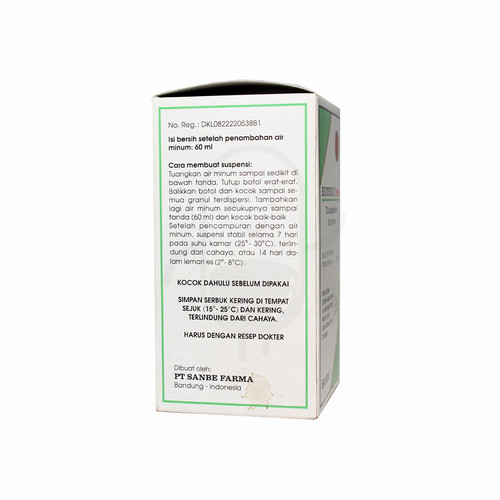 No. Reg. : DKL0822220538B1
Isi bersih setelah penambahan air
minum: 60 ml
Cara membuat suspensi:
Tuangkan air minum sampai sedikit di
bawah tanda. Tutup botol erat-erat.
Balikkan botol dan kocok sampai se-
mua granul terdispersi. Tambahkan
lagi air minum secukupnya sampai
tanda (60 ml) dan kocok baik-baik
Setelah pencampuran dengan air
minum, suspensi stabil selama 7 hari
pada suhu kamar (25°- 30°C), terlin-
dung dari cahaya, atau 14 hari da-
lam lemari es (2°- 8°C).
KOCOK DAHULU SEBELUM DIPAKAI
SIMPAN SERBUK KERING DI TEMPAT
SEJUK (15°- 25°C) DAN KERING,
TERLINDUNG DARI CAHAYA.
HARUS DENGAN RESEP DOKTER
Dibuat oleh:
PT SANBE FARMA
Bandung - Indonesia